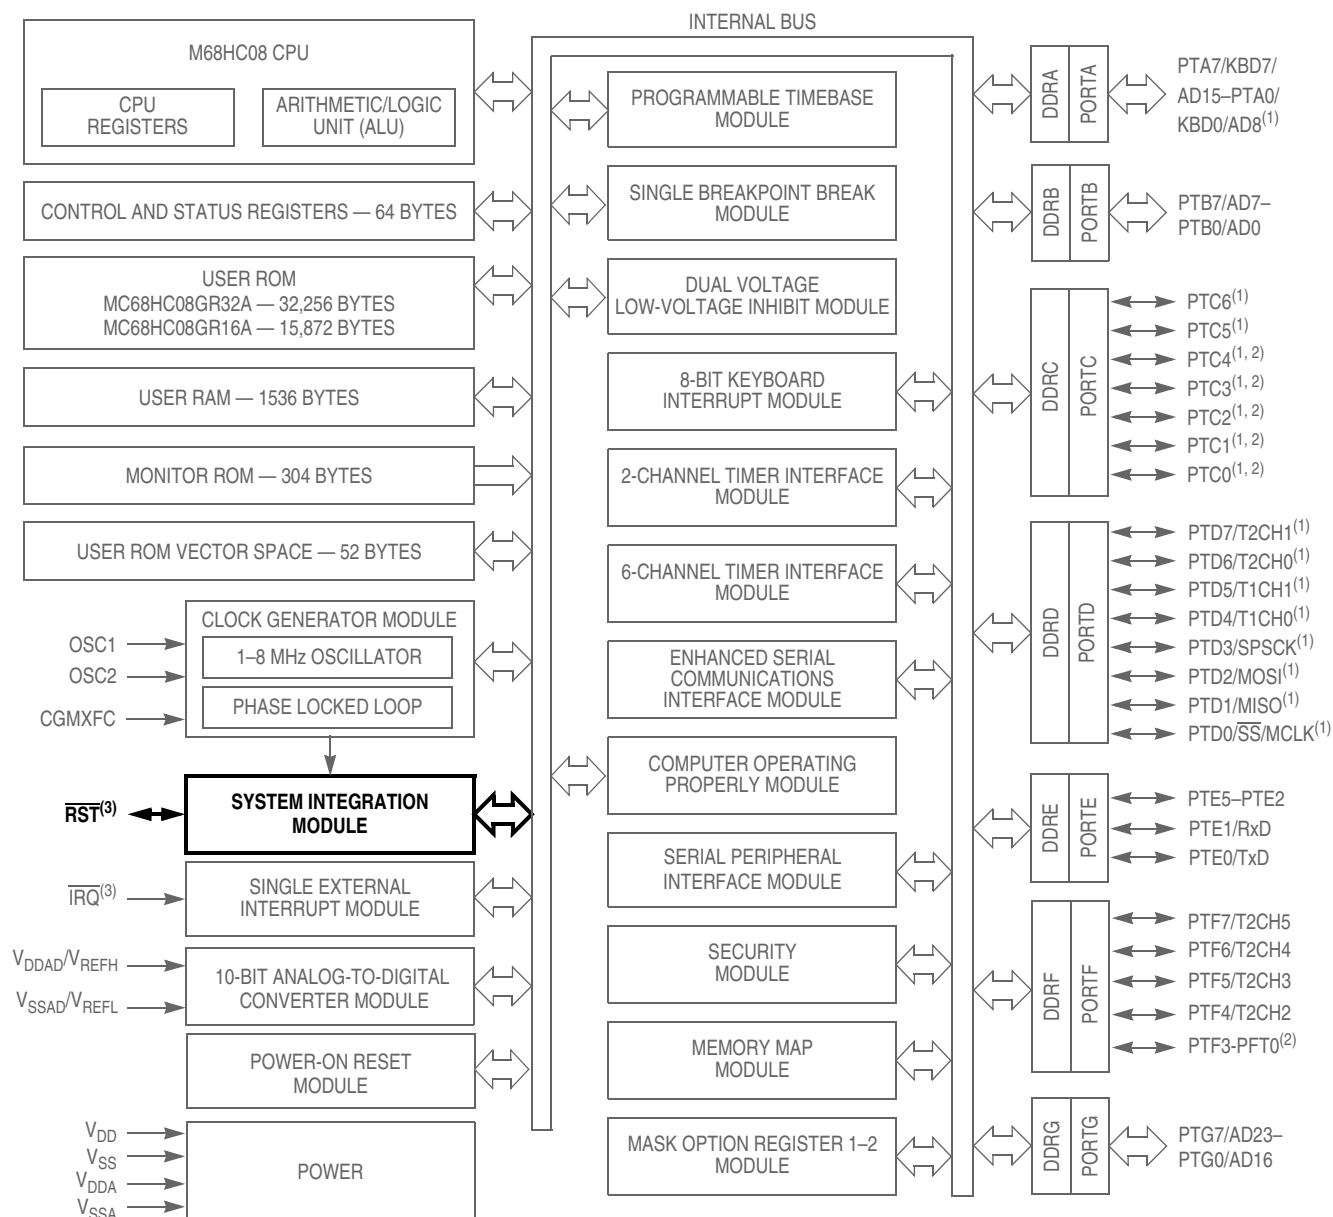 INTERNAL BUS
M68HC08 CPU
CPU
REGISTERS
ARITHMETIC/LOGIC
UNIT (ALU)
CONTROL AND STATUS REGISTERS — 64 BYTES
USER ROM
MC68HC08GR32A — 32,256 BYTES
MC68HC08GR16A — 15,872 BYTES
USER RAM — 1536 BYTES
MONITOR ROM — 304 BYTES
USER ROM VECTOR SPACE — 52 BYTES
CLOCK GENERATOR MODULE
1–8 MHz OSCILLATOR
PHASE LOCKED LOOP
OSC1
OSC2
CGMXFC
SYSTEM INTEGRATION
MODULE
RST(3)
SINGLE EXTERNAL
INTERRUPT MODULE
IRQ(3)
10-BIT ANALOG-TO-DIGITAL
CONVERTER MODULE
VDDAD/VREFH
VSSAD/VREFL
POWER-ON RESET
MODULE
POWER
VDD
VSS
VDDA
VSSA
PROGRAMMABLE TIMEBASE
MODULE
SINGLE BREAKPOINT BREAK
MODULE
DUAL VOLTAGE
LOW-VOLTAGE INHIBIT MODULE
8-BIT KEYBOARD
INTERRUPT MODULE
2-CHANNEL TIMER INTERFACE
MODULE
6-CHANNEL TIMER INTERFACE
MODULE
ENHANCED SERIAL
COMMUNICATIONS
INTERFACE MODULE
COMPUTER OPERATING
PROPERLY MODULE
SERIAL PERIPHERAL
INTERFACE MODULE
SECURITY
MODULE
MEMORY MAP
MODULE
MASK OPTION REGISTER 1–2
MODULE
DDRA
PORTA
PTA7/KBD7/
AD15–PTA0/
KBD0/AD8(1)
DDRB
PORTB
PTB7/AD7–
PTB0/AD0
DDRC
PORTC
PTC6(1)
PTC5(1)
PTC4(1, 2)
PTC3(1, 2)
PTC2(1, 2)
PTC1(1, 2)
PTC0(1, 2)
DDRD
PORTD
PTD7/T2CH1(1)
PTD6/T2CH0(1)
PTD5/T1CH1(1)
PTD4/T1CH0(1)
PTD3/SPSCK(1)
PTD2/MOSI(1)
PTD1/MISO(1)
PTD0/SS/MCLK(1)
DDRE
PORTE
PTE5–PTE2
PTE1/RxD
PTE0/TxD
DDRF
PORTF
PTF7/T2CH5
PTF6/T2CH4
PTF5/T2CH3
PTF4/T2CH2
PTF3-PFT0(2)
DDRG
PORTG
PTG7/AD23–
PTG0/AD16